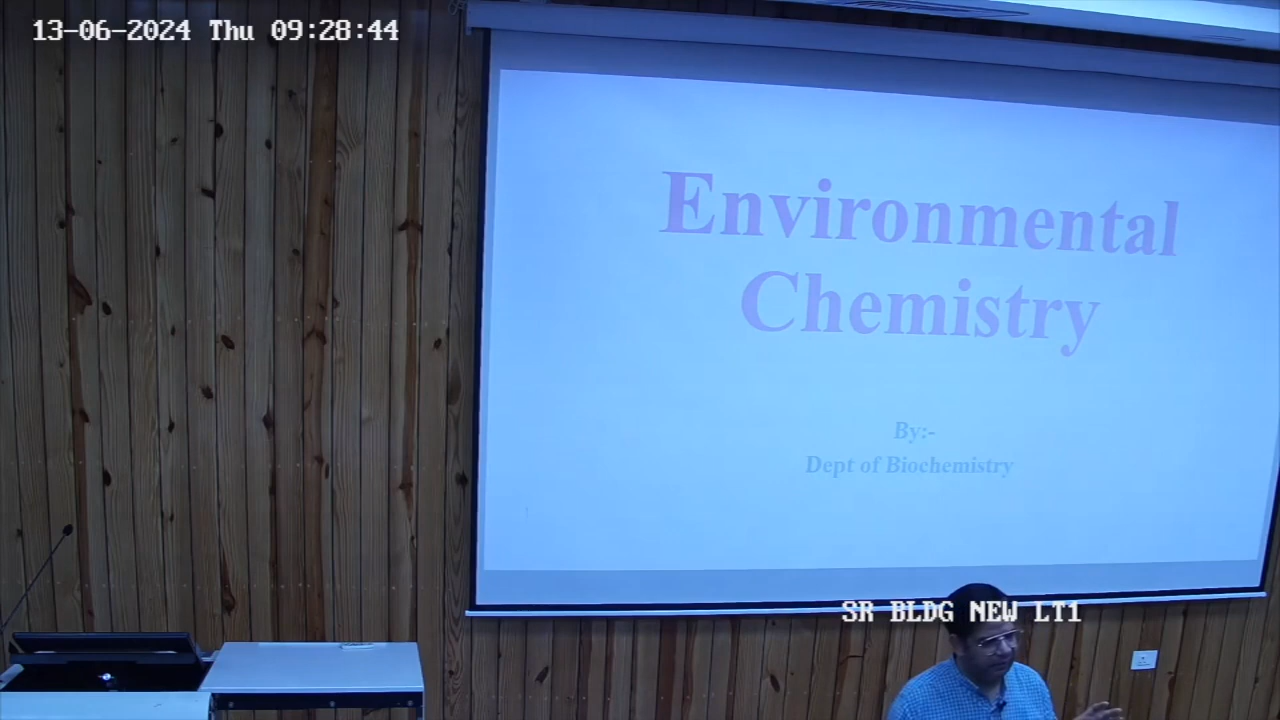 13-06-2024 Thu 09:28:44
Environmental
Chemistry
By:-
Dept of Biochemistry
SR BLDG NEW LT1